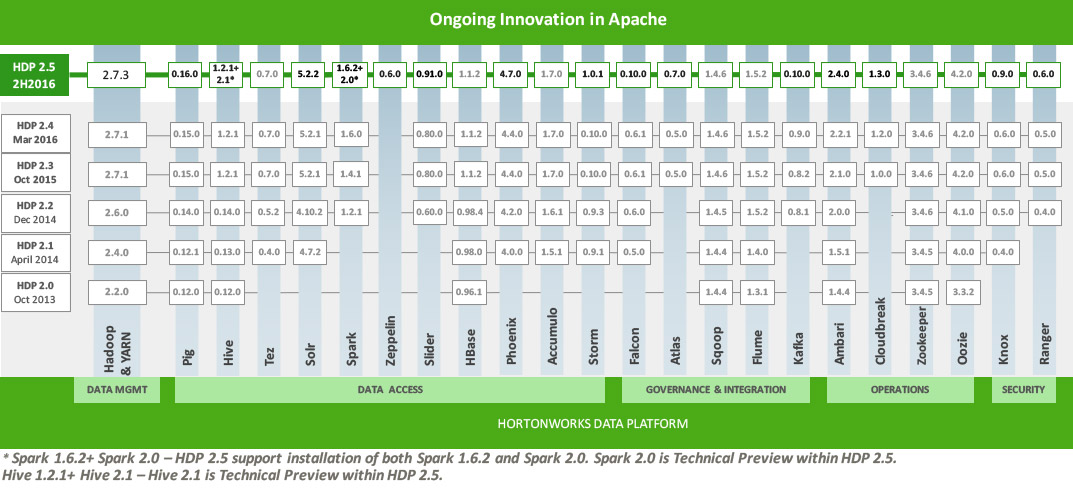 Ongoing Innovation in Apache
HDP 2.5
2H2016
2.7.3
0.16.0
1.2.1+
2.1*
0.7.0
5.2.2
1.6.2+
2.0*
0.6.0
0.91.0
1.1.2
4.7.0
1.7.0
1.0.1
0.10.0
0.7.0
1.4.6
1.5.2
0.10.0
2.4.0
1.3.0
3.4.6
4.2.0
0.9.0
0.6.0
HDP 2.4
Mar 2016
2.7.1
0.15.0
1.2.1
0.7.0
5.2.1
1.6.0
0.80.0
1.1.2
4.4.0
1.7.0
0.10.0
0.6.1
0.5.0
1.4.6
1.5.2
0.9.0
2.2.1
1.2.0
3.4.6
4.2.0
0.6.0
0.5.0
HDP 2.3
Oct 2015
2.7.1
0.15.0
1.2.1
0.7.0
5.2.1
1.4.1
0.80.0
1.1.2
4.4.0
1.7.0
0.10.0
0.6.1
0.5.0
1.4.6
1.5.2
0.8.2
2.1.0
1.0.0
3.4.6
4.2.0
0.6.0
0.5.0
HDP 2.2
Dec 2014
2.6.0
0.14.0
0.14.0
0.5.2
4.10.2
1.2.1
0.60.0
0.98.4
4.2.0
1.6.1
0.9.3
0.6.0
1.4.5
1.5.2
0.8.1
2.0.0
3.4.6
4.1.0
0.5.0
0.4.0
HDP 2.1
April 2014
2.4.0
0.12.1
0.13.0
0.4.0
4.7.2
0.98.0
4.0.0
1.5.1
0.9.1
0.5.0
1.4.4
1.4.0
1.5.1
3.4.5
4.0.0
0.4.0
HDP 2.0
Oct 2013
2.2.0
0.12.0
0.12.0
0.96.1
1.4.4
1.3.1
1.4.4
3.4.5
3.3.2
Hadoop
& YARN
Pig
Hive
Tez
Solr
Spark
Zeppelin
Slider
HBase
Phoenix
Accumulo
Storm
Falcon
Atlas
Sqoop
Flume
Kafka
Ambari
Cloudbreak
Zookeeper
Oozie
Knox
Ranger
DATA MGMT
DATA ACCESS
GOVERNANCE & INTEGRATION
OPERATIONS
SECURITY
HORTONWORKS DATA PLATFORM
* Spark 1.6.2+ Spark 2.0 – HDP 2.5 support installation of both Spark 1.6.2 and Spark 2.0. Spark 2.0 is Technical Preview within HDP 2.5.
Hive 1.2.1+ Hive 2.1 – Hive 2.1 is Technical Preview within HDP 2.5.